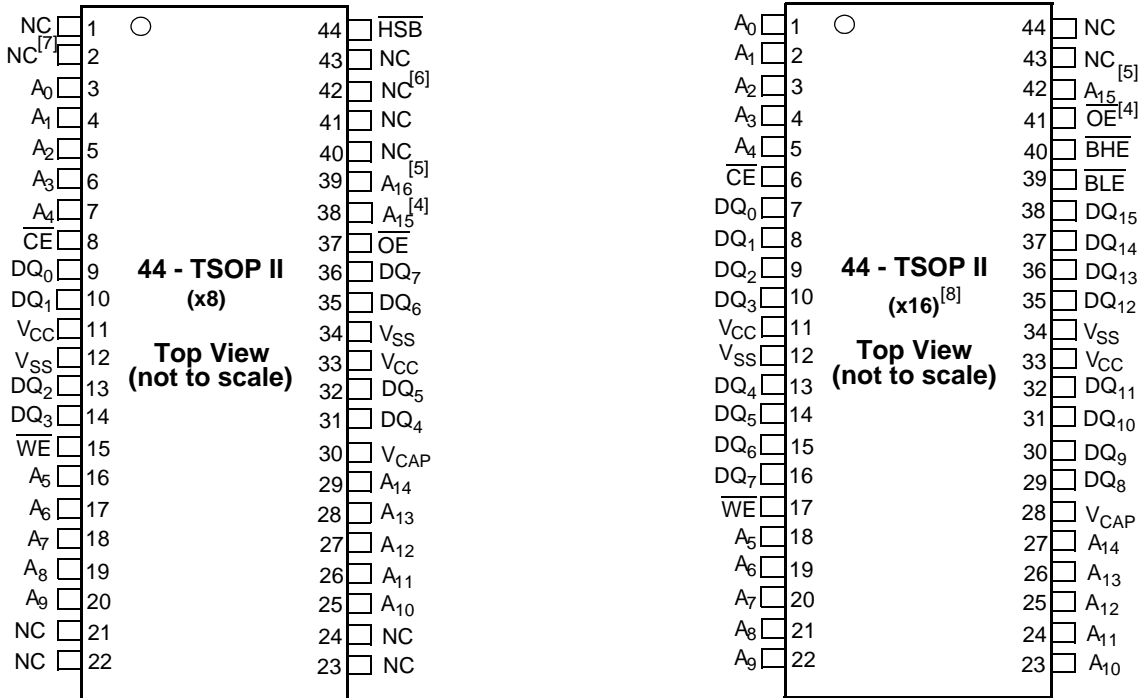 NC 1 44 HSB
NC[7] 2 43 NC
A0 3 42 NC[6]
A1 4 41 NC
A2 5 40 NC
A3 6 39 A16[5]
A4 7 38 A15[4]
CE 8 37 OE
DQ0 9 36 DQ7
DQ1 10 35 DQ6
VCC 11 34 VSS
VSS 12 33 VCC
DQ2 13 32 DQ5
DQ3 14 31 DQ4
WE 15 30 VCAP
A5 16 29 A14
A6 17 28 A13
A7 18 27 A12
A8 19 26 A11
A9 20 25 A10
NC 21 24 NC
NC 22 23 NC
44 - TSOP II
(x8)
Top View
(not to scale)
A0 1 44 NC
A1 2 43 NC[5]
A2 3 42 A15
A3 4 41 OE[4]
A4 5 40 BHE
CE 6 39 BLE
DQ0 7 38 DQ15
DQ1 8 37 DQ14
DQ2 9 36 DQ13
DQ3 10 35 DQ12
VCC 11 34 VSS
VSS 12 33 VCC
DQ4 13 32 DQ11
DQ5 14 31 DQ10
DQ6 15 30 DQ9
DQ7 16 29 DQ8
WE 17 28 VCAP
A5 18 27 A14
A6 19 26 A13
A7 20 25 A12
A8 21 24 A11
A9 22 23 A10
44 - TSOP II
(x16)[8]
Top View
(not to scale)